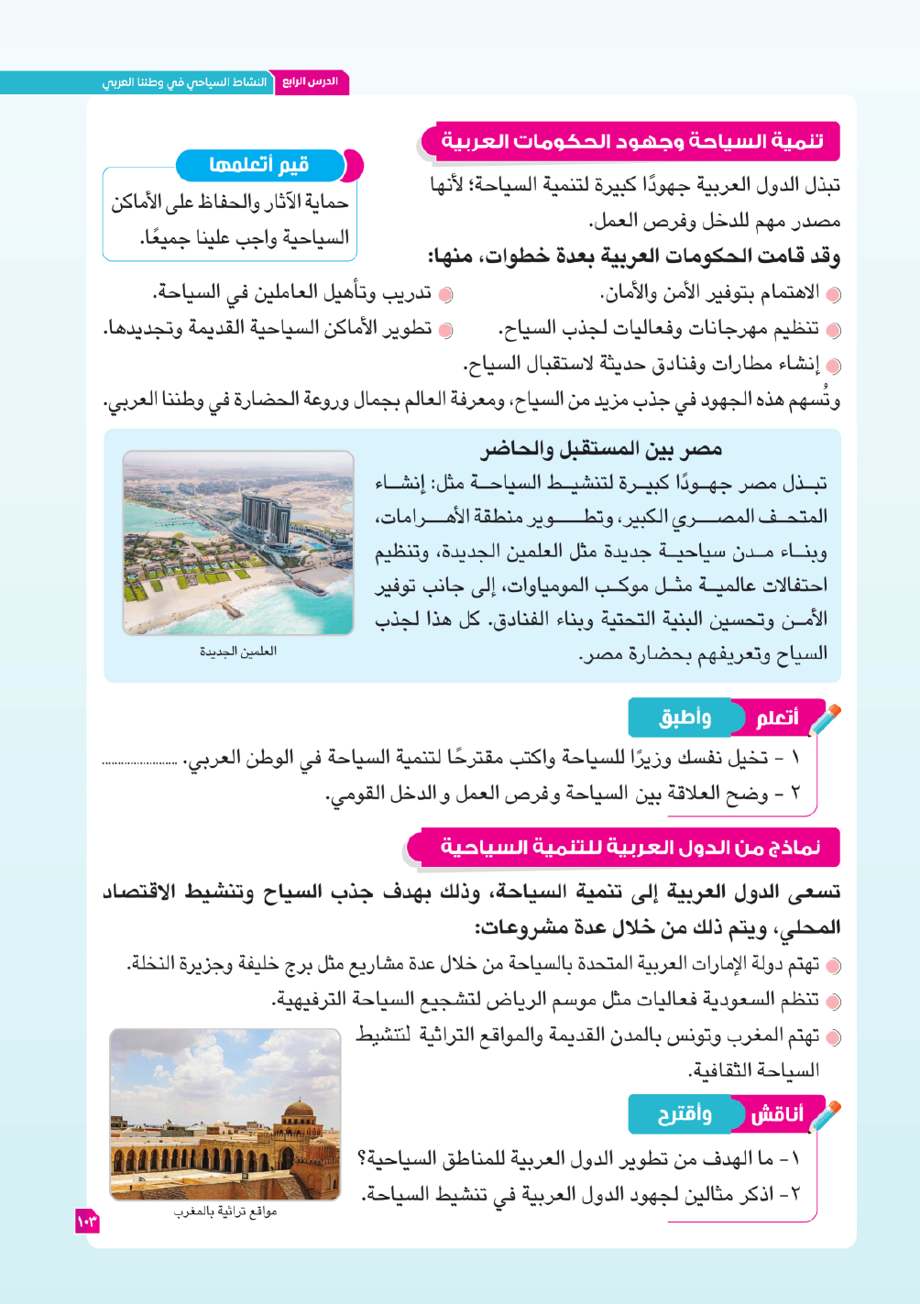 الدرس الرابع النشاط السياحي في وطننا العربي
تنمية السياحة وجهود الحكومات العربية
قيم أتعلمها
حماية الآثار والحفاظ على الأماكن
السياحية واجب علينا جميعًا.
تبذل الدول العربية جهودًا كبيرة لتنمية السياحة؛ لأنها
مصدر مهم للدخل وفرص العمل.
وقد قامت الحكومات العربية بعدة خطوات، منها:
الاهتمام بتوفير الأمن والأمان.
تدريب وتأهيل العاملين في السياحة.
تنظيم مهرجانات وفعاليات لجذب السياح.
تطوير الأماكن السياحية القديمة وتجديدها.
إنشاء مطارات وفنادق حديثة لاستقبال السياح.
وتُسهم هذه الجهود في جذب مزيد من السياح، ومعرفة العالم بجمال وروعة الحضارة في وطننا العربي.
مصر بين المستقبل والحاضر
تبذل مصر جهودًا كبيرة لتنشيط السياحة مثل: إنشاء
المتحف المصري الكبير، وتطوير منطقة الأهرامات،
وبناء مدن سياحية جديدة مثل العلمين الجديدة، وتنظيم
احتفالات عالمية مثل موكب المومياوات، إلى جانب توفير
الأمن وتحسين البنية التحتية وبناء الفنادق. كل هذا لجذب
السياح وتعريفهم بحضارة مصر.
العلمين الجديدة
أتعلم وأطبق
١ - تخيل نفسك وزيرًا للسياحة واكتب مقترحًا لتنمية السياحة في الوطن العربي. ........................
٢ - وضح العلاقة بين السياحة وفرص العمل و الدخل القومي.
نماذج من الدول العربية للتنمية السياحية
تسعى الدول العربية إلى تنمية السياحة، وذلك بهدف جذب السياح وتنشيط الاقتصاد
المحلي، ويتم ذلك من خلال عدة مشروعات:
تهتم دولة الإمارات العربية المتحدة بالسياحة من خلال عدة مشاريع مثل برج خليفة وجزيرة النخلة.
تنظم السعودية فعاليات مثل موسم الرياض لتشجيع السياحة الترفيهية.
تهتم المغرب وتونس بالمدن القديمة والمواقع التراثية لتنشيط
السياحة الثقافية.
أناقش وأقترح
١- ما الهدف من تطوير الدول العربية للمناطق السياحية؟
٢- اذكر مثالين لجهود الدول العربية في تنشيط السياحة.
مواقع تراثية بالمغرب
١٠٣